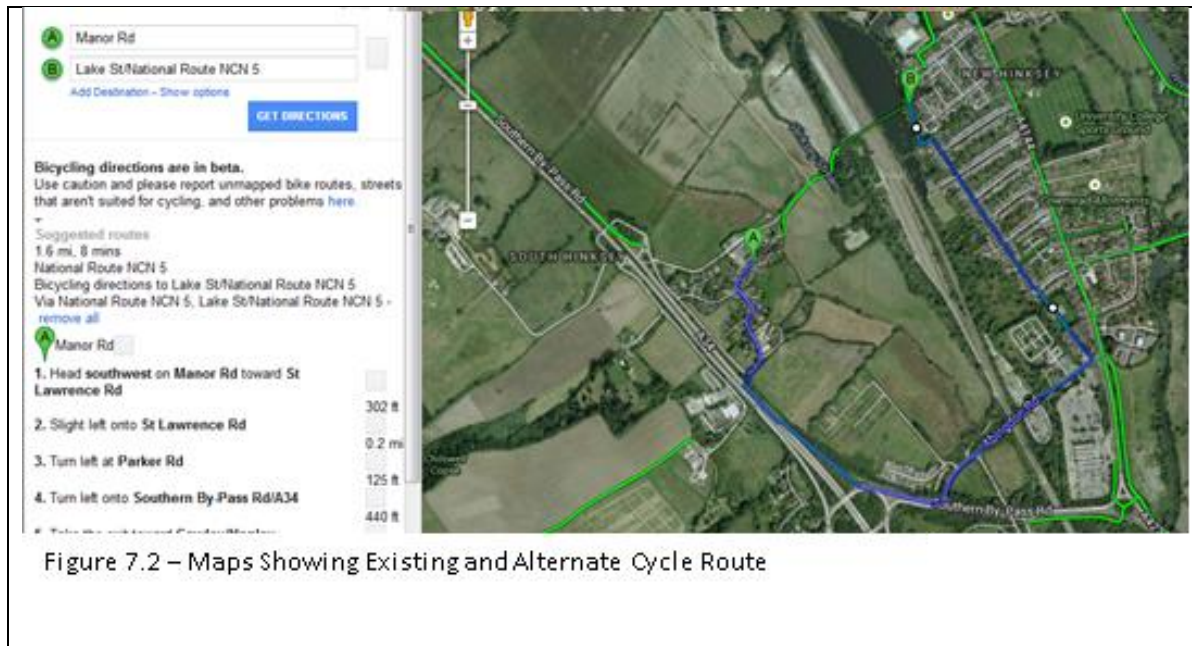 A
Manor Rd
B
Lake St/National Route NCN 5
Add Destination - Show options
GET DIRECTIONS
Bicycling directions are in beta.
Use caution and please report unmapped bike routes, streets
that aren't suited for cycling, and other problems here.
Suggested routes
1.6 mi, 8 mins
National Route NCN 5
Bicycling directions to Lake St/National Route NCN 5
Via National Route NCN 5, Lake St/National Route NCN 5 -
remove all
A
Manor Rd
1. Head southwest on Manor Rd toward St
Lawrence Rd
302 ft
2. Slight left onto St Lawrence Rd
0.2 mi
3. Turn left at Parker Rd
125 ft
4. Turn left onto Southern By-Pass Rd/A34
440 ft
NEW HINKSEY
B
University College
Sports Ground
A4144
Southern By-Pass Rd
SOUTH HINKSEY
A
A34
Abingdon Rd
Southern By-Pass Rd
Figure 7.2 – Maps Showing Existing and Alternate Cycle Route